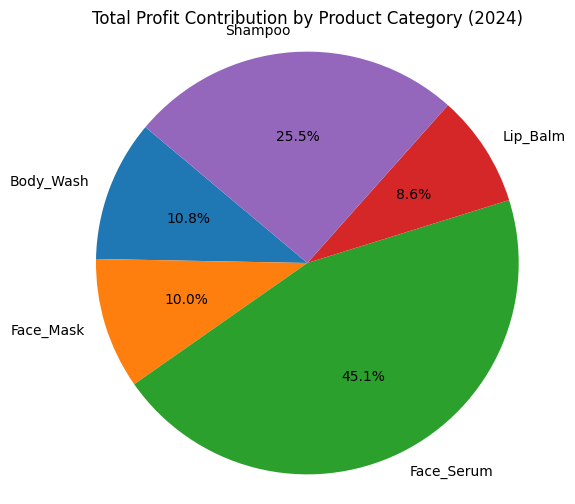 Total Profit Contribution by Product Category (2024)
Shampoo
25.5%
Lip_Balm
8.6%
Body_Wash
10.8%
Face_Mask
10.0%
45.1%
Face_Serum